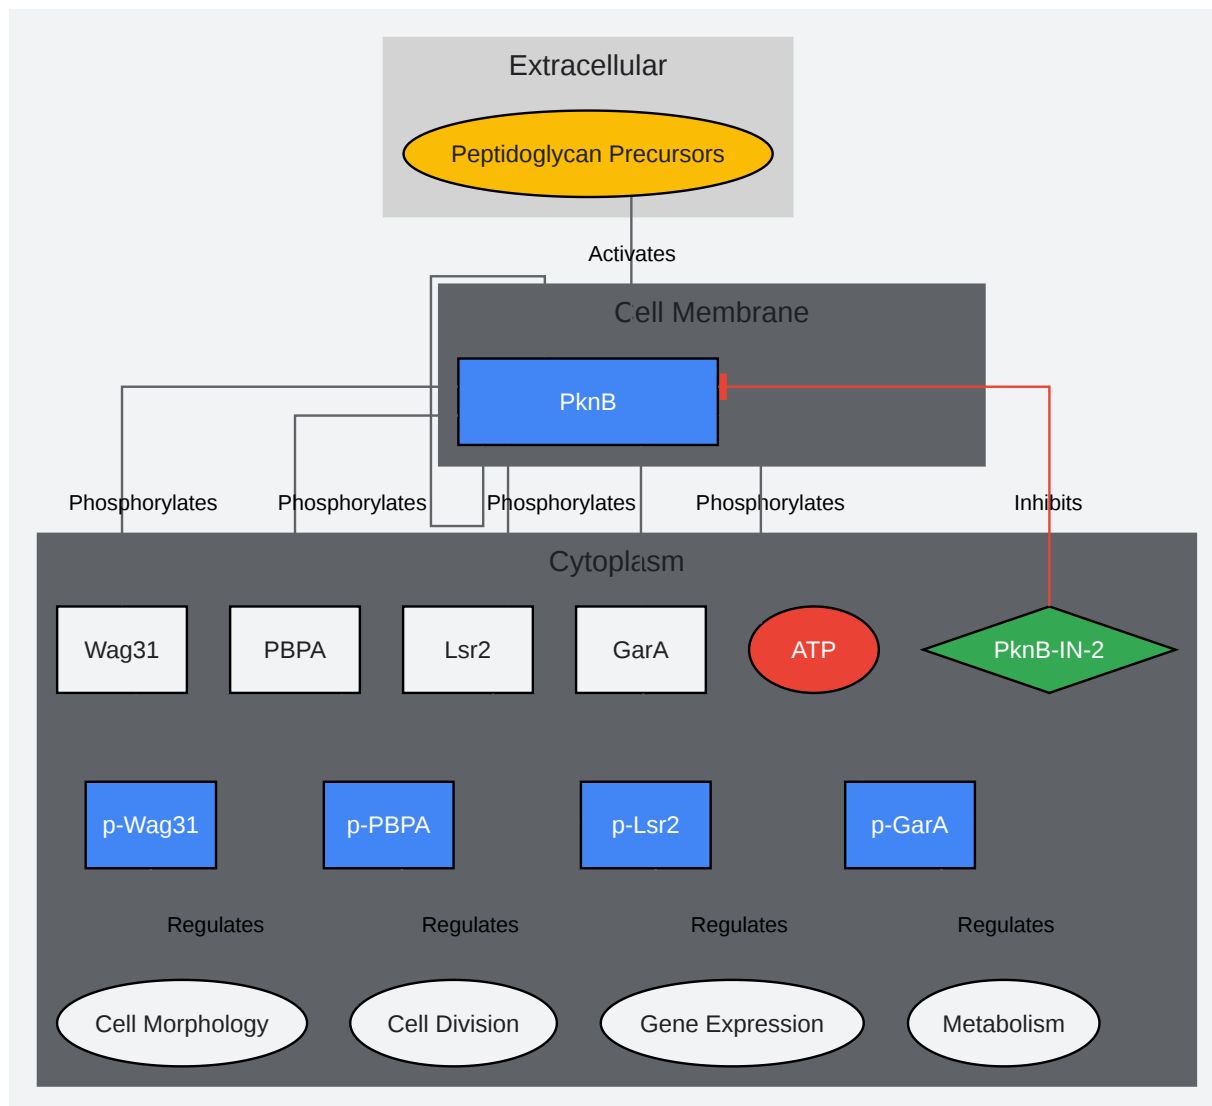 Extracellular
Peptidoglycan Precursors
Activates
Cell Membrane
PknB
Phosphorylates
Phosphorylates
Phosphorylates
Phosphorylates
Inhibits
Cytoplasm
Wag31
PBPA
Lsr2
GarA
ATP
PknB-IN-2
p-Wag31
p-PBPA
p-Lsr2
p-GarA
Regulates
Regulates
Regulates
Regulates
Cell Morphology
Cell Division
Gene Expression
Metabolism